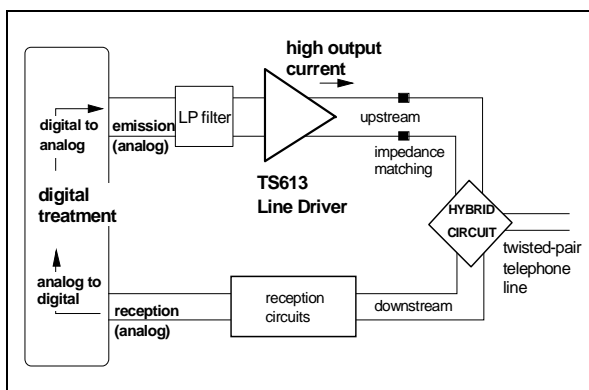 high output
current
digital to
analog
emission
(analog)
LP filter
upstream
impedance
matching
TS613
Line Driver
digital
treatment
HYBRID
CIRCUIT
twisted-pair
telephone
line
analog to
digital
reception
(analog)
reception
circuits
downstream